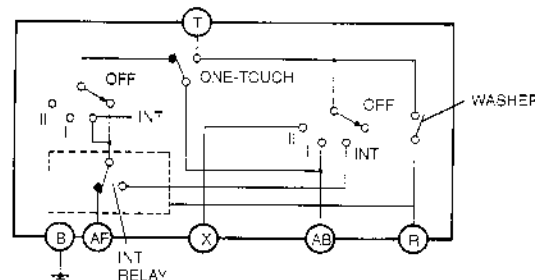 T
OFF
ONE-TOUCH
II
I
INT
OFF
WASHER
II
I
INT
B
AF
X
AB
R
INT
RELAY